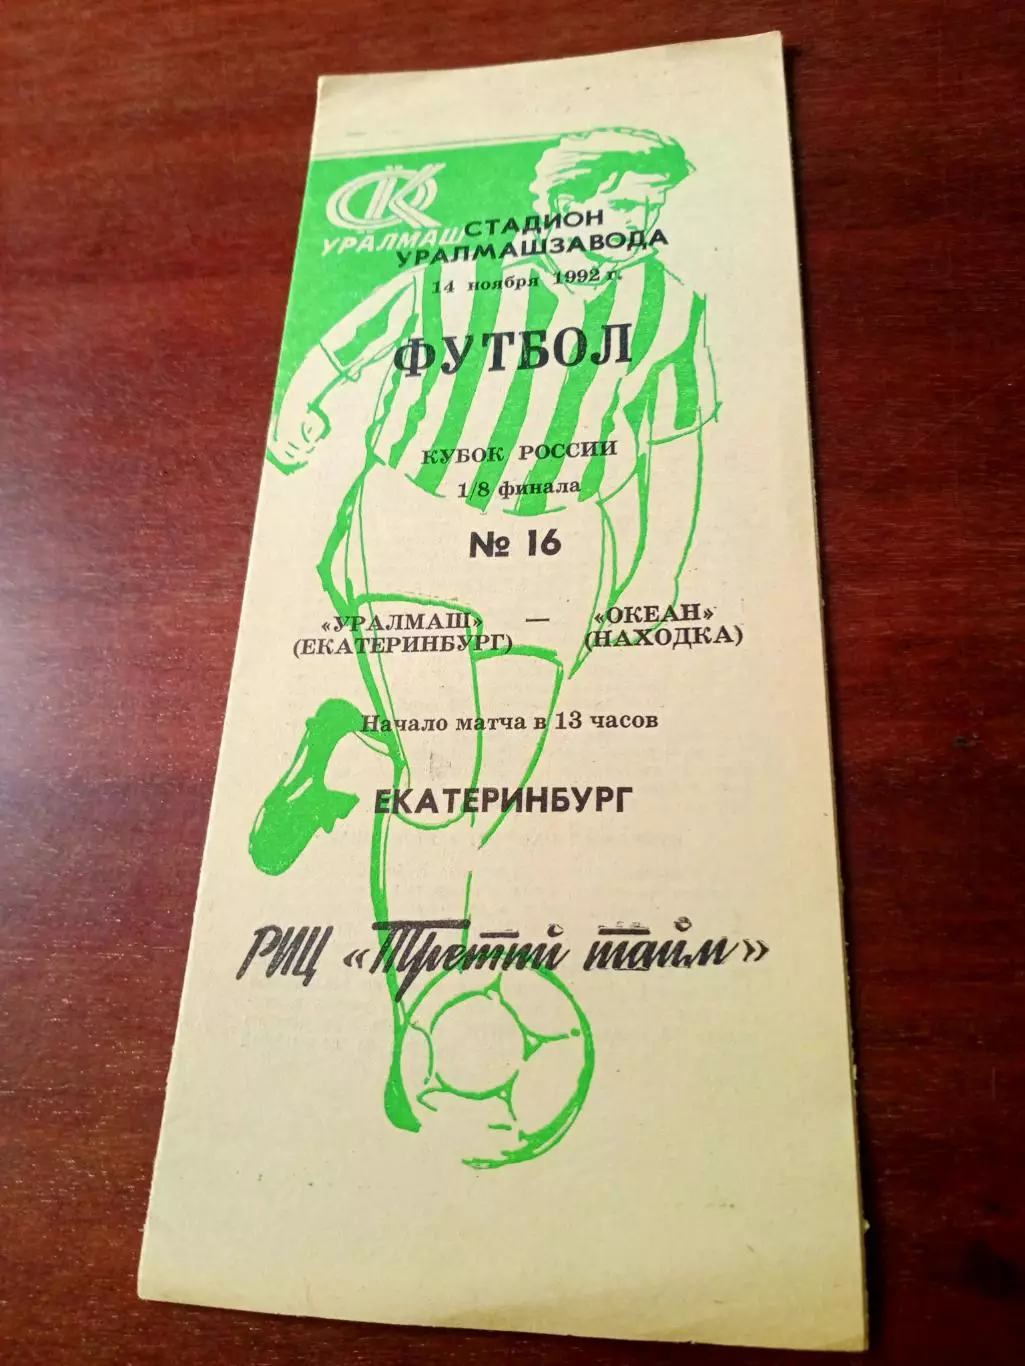 СК
УРАЛМАШ
СТАДИОН
УРАЛМАШЗАВОДА
14 ноября 1992 г.
ФУТБОЛ
КУБОК РОССИИ
1/8 финала
№ 16
«УРАЛМАШ» — «ОКЕАН»
(ЕКАТЕРИНБУРГ) (НАХОДКА)
Начало матча в 13 часов
ЕКАТЕРИНБУРГ
РИЦ «Третий тайм»